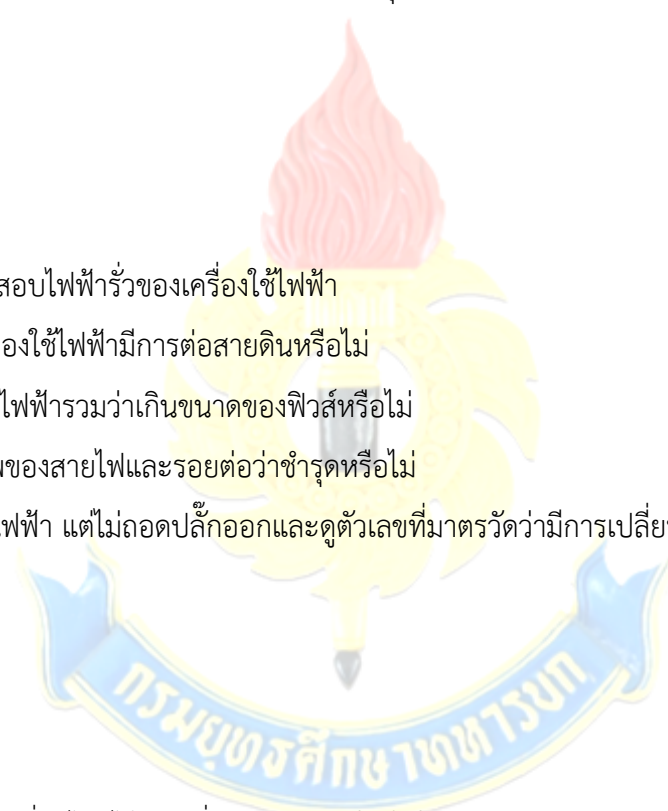 สอบไฟฟ้ารั่วของเครื่องใช้ไฟฟ้า
องใช้ไฟฟ้ามีการต่อสายดินหรือไม่
ไฟฟ้ารวมว่าเกินขนาดของฟิวส์หรือไม่
ของสายไฟและรอยต่อว่าชำรุดหรือไม่
ไฟฟ้า แต่ไม่ถอดปลั๊กออกและดูตัวเลขที่มาตรวัดว่ามีการเปลี่ย
กรมยุทธศึกษาทหารบก